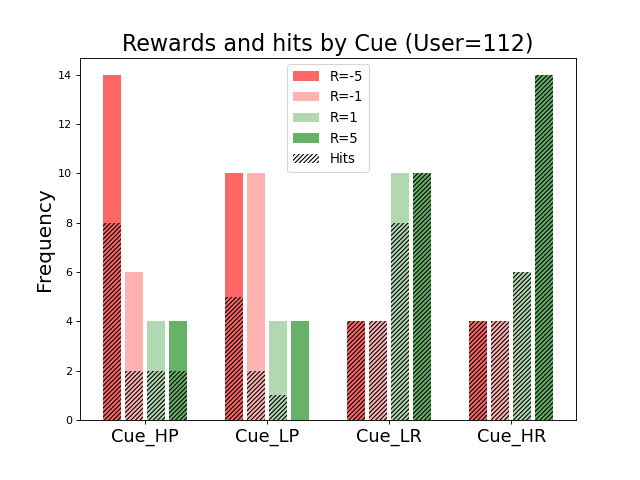 Rewards and hits by Cue (User=112)
R=-5
R=-1
R=1
R=5
Hits
Frequency
14
12
10
8
6
4
2
0
Cue_HP
Cue_LP
Cue_LR
Cue_HR